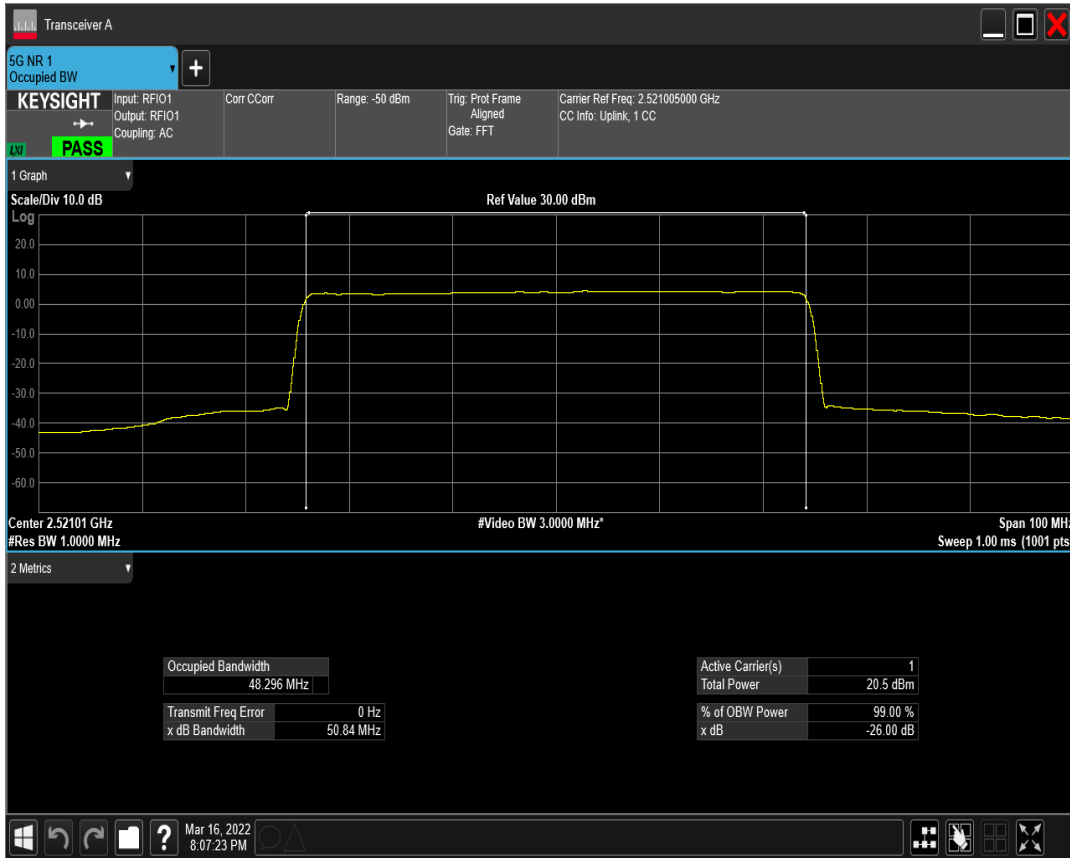 Transceiver A
5G NR 1
Occupied BW
+
KEYSIGHT
LXI
PASS
Input: RFIO1
Output: RFIO1
Coupling: AC
Corr CCorr
Range: -50 dBm
Trig: Prot Frame
Aligned
Gate: FFT
Carrier Ref Freq: 2.521005000 GHz
CC Info: Uplink, 1 CC
1 Graph
Scale/Div 10.0 dB
Ref Value 30.00 dBm
Log
20.0
10.0
0.00
-10.0
-20.0
-30.0
-40.0
-50.0
-60.0
Center 2.52101 GHz
#Video BW 3.0000 MHz*
Span 100 MHz
#Res BW 1.0000 MHz
Sweep 1.00 ms (1001 pts
2 Metrics
Occupied Bandwidth
48.296 MHz
Transmit Freq Error 0 Hz
x dB Bandwidth 50.84 MHz
Active Carrier(s) 1
Total Power 20.5 dBm
% of OBW Power 99.00 %
x dB -26.00 dB
?
Mar 16, 2022
8:07:23 PM